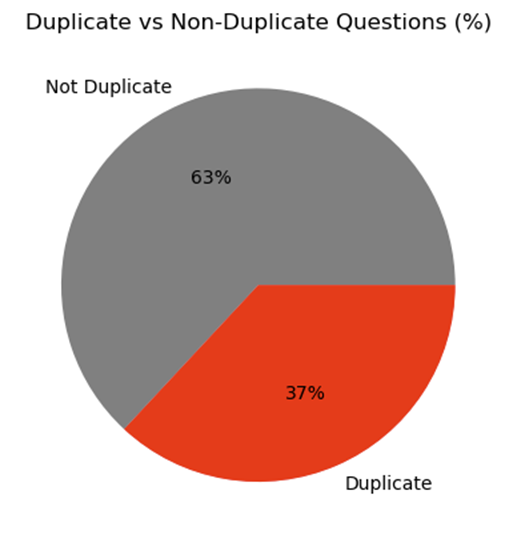 Duplicate vs Non-Duplicate Questions (%)
Not Duplicate
63%
37%
Duplicate